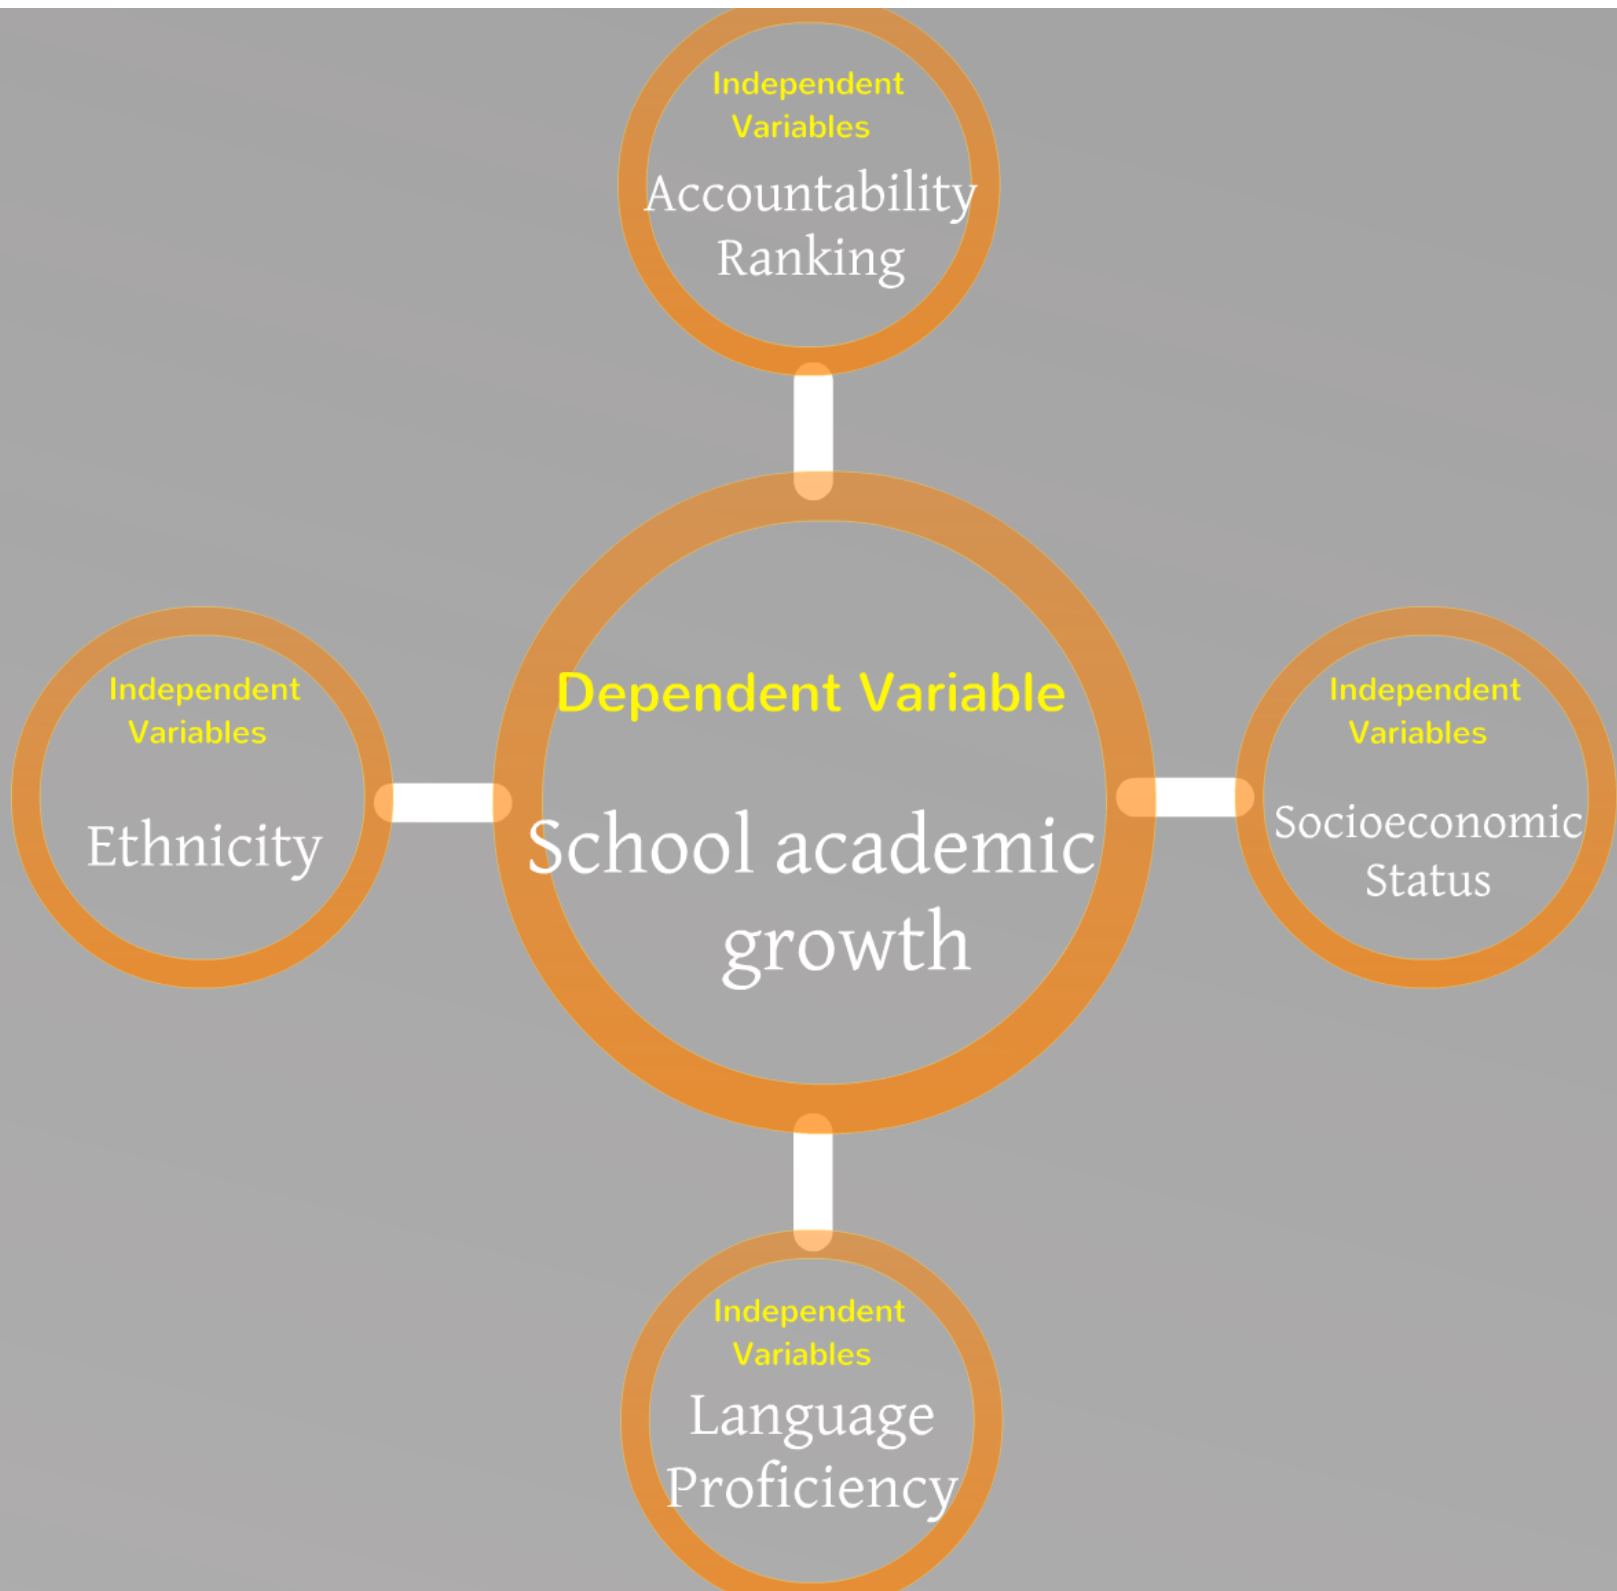 Independent
Variables
Accountability
Ranking
Independent
Variables
Ethnicity
Dependent Variable
School academic
growth
Independent
Variables
Socioeconomic
Status
Independent
Variables
Language
Proficiency